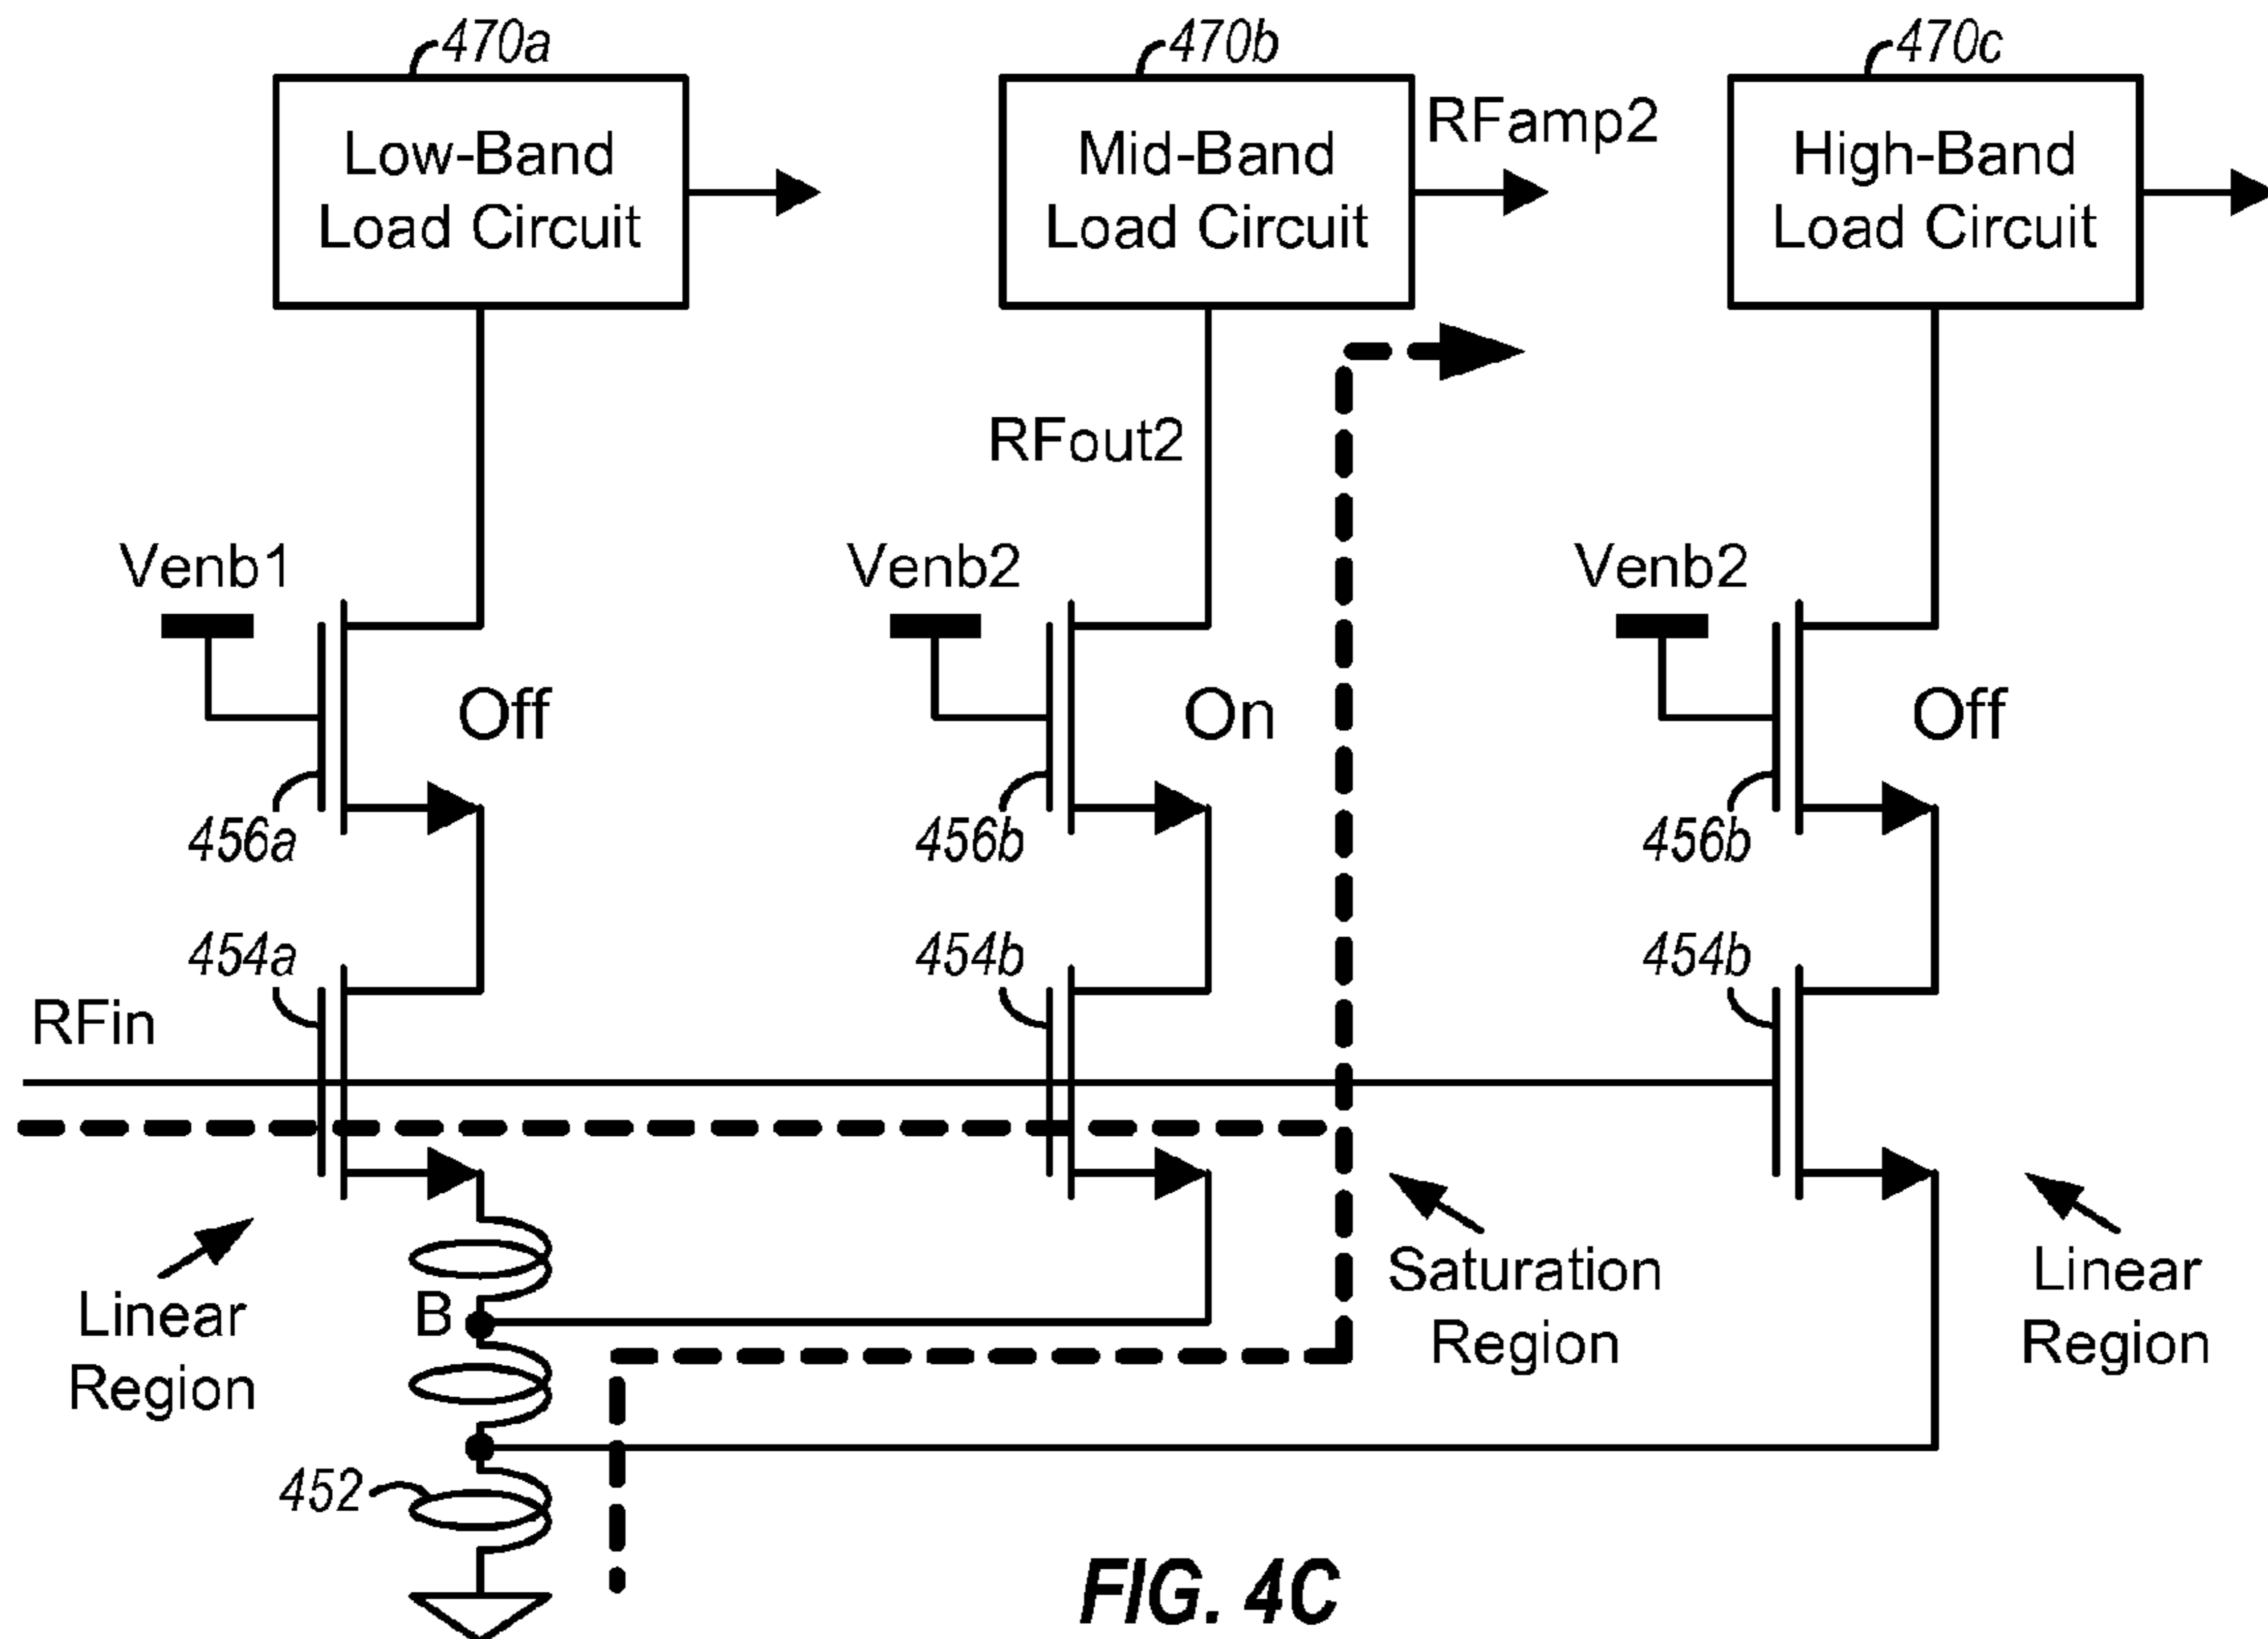 470a
470b
470c
Low-Band
Load Circuit
Mid-Band
Load Circuit
RFamp2
High-Band
Load Circuit
RFout2
Venb1
Venb2
Venb2
Off
On
Off
456a
456b
456b
454a
454b
454b
RFin
Linear
Region
B
Saturation
Region
Linear
Region
452
FIG. 4C